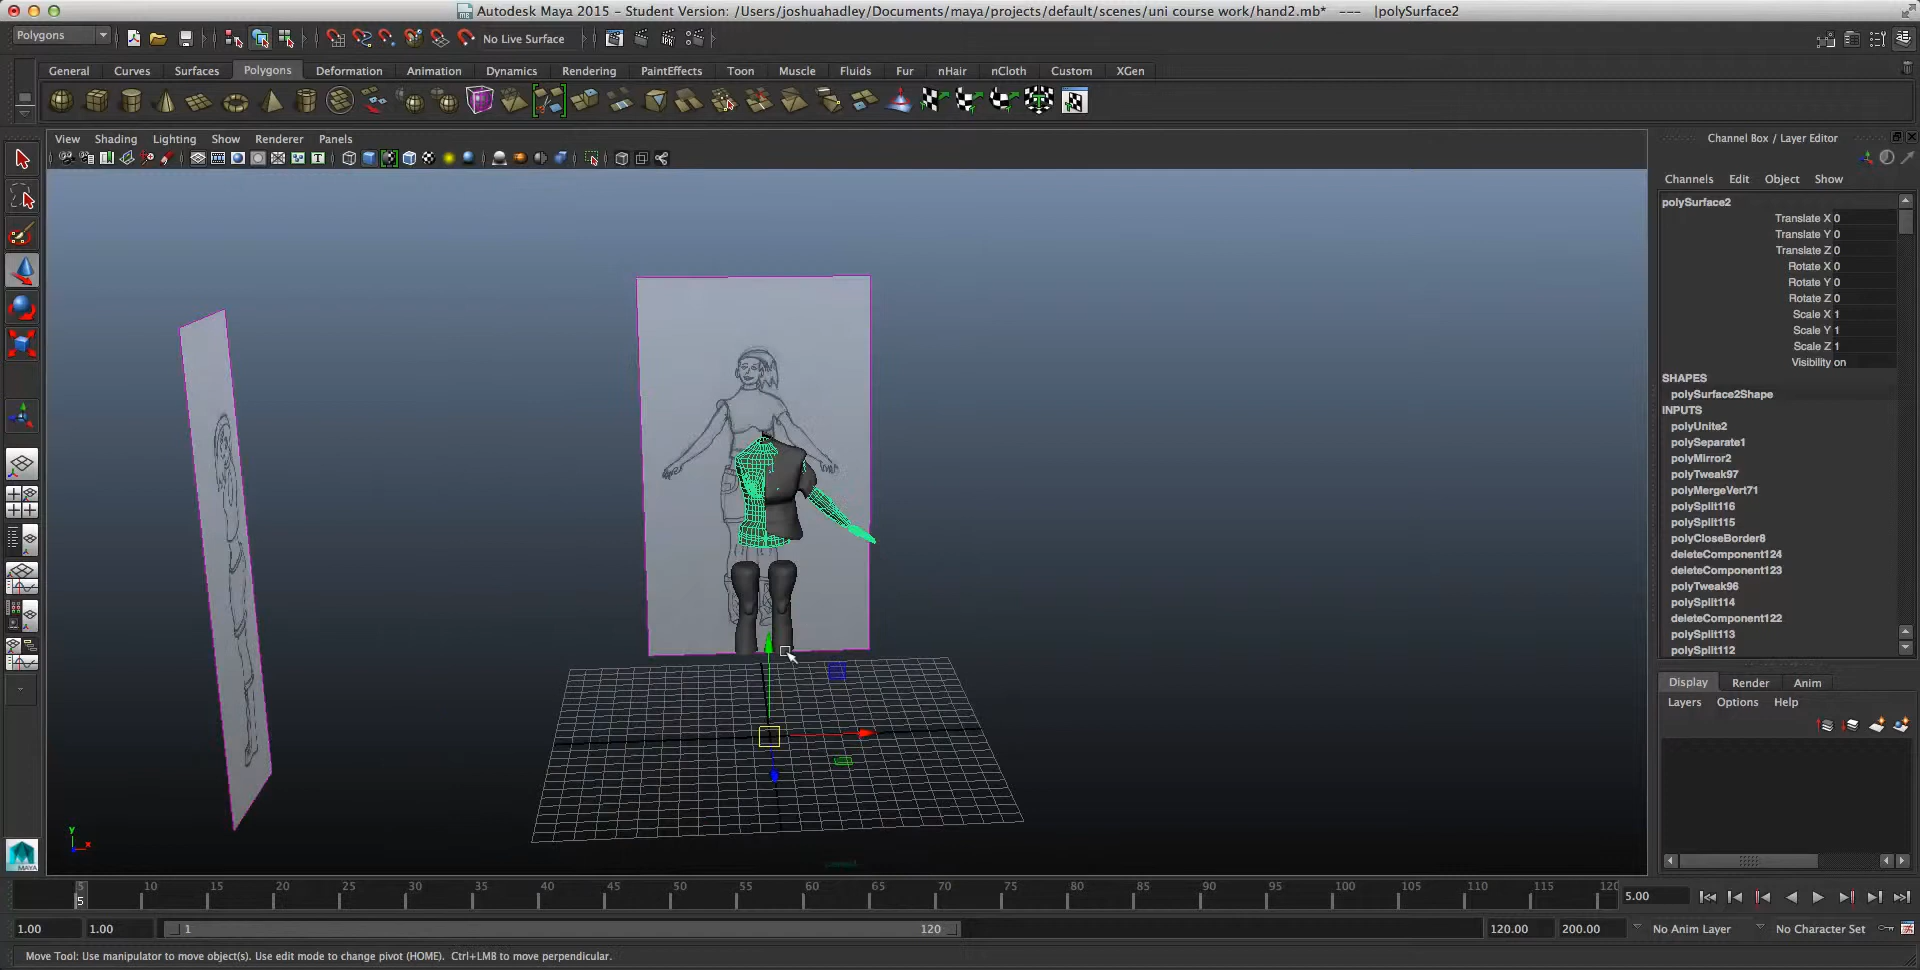 Autodesk Maya 2015 - Student Version: /Users/joshuahadley/Documents/maya/projects/default/scenes/uni course work/hand2.mb* --- |polySurface2
Polygons
No Live Surface
General Curves Surfaces Polygons Deformation Animation Dynamics Rendering PaintEffects Toon Muscle Fluids Fur nHair nCloth Custom XGen
View Shading Lighting Show Renderer Panels
Channel Box / Layer Editor
Channels Edit Object Show
polySurface2
Translate X 0
Translate Y 0
Translate Z 0
Rotate X 0
Rotate Y 0
Rotate Z 0
Scale X 1
Scale Y 1
Scale Z 1
Visibility on
SHAPES
polySurface2Shape
INPUTS
polyUnite2
polySeparate1
polyMirror2
polyTweak97
polyMergeVert71
polySplit116
polySplit115
polyCloseBorder8
deleteComponent124
deleteComponent123
polyTweak96
polySplit114
deleteComponent122
polySplit113
polySplit112
Display Render Anim
Layers Options Help
y
x
MAYA
5 10 15 20 25 30 35 40 45 50 55 60 65 70 75 80 85 90 95 100 105 110 115 120
5
5.00
1.00 1.00 1 120 120.00 200.00 No Anim Layer No Character Set
Move Tool: Use manipulator to move object(s). Use edit mode to change pivot (HOME). Ctrl+LMB to move perpendicular.